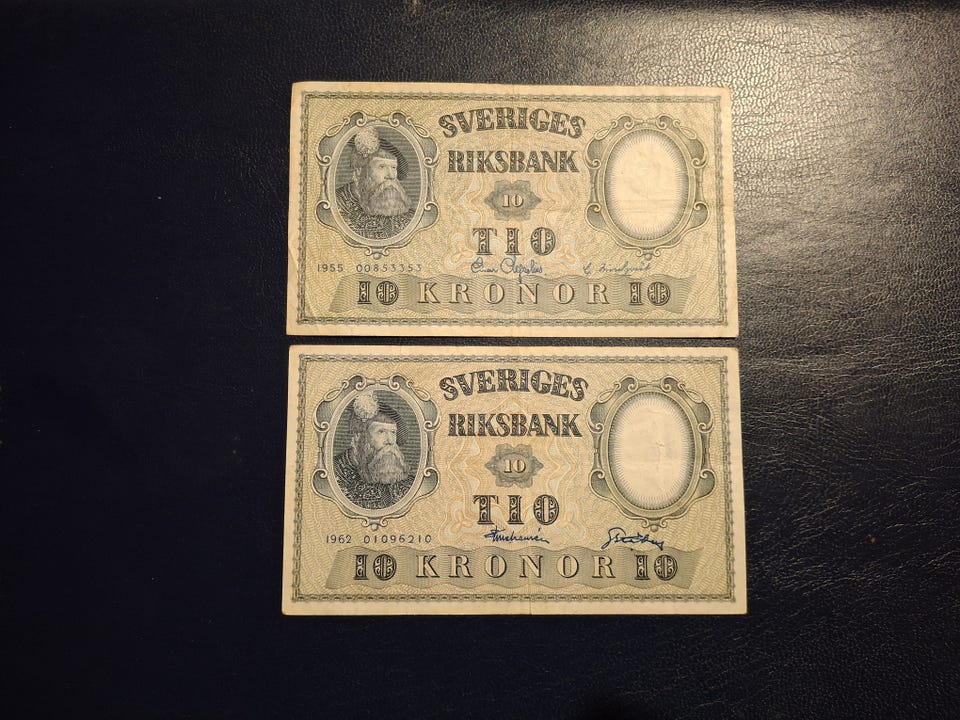 SVERIGES
RIKSBANK
10
TIO
1955 00853353
10 KRONOR 10
SVERIGES
RIKSBANK
10
TIO
1962 01096210
10 KRONOR 10